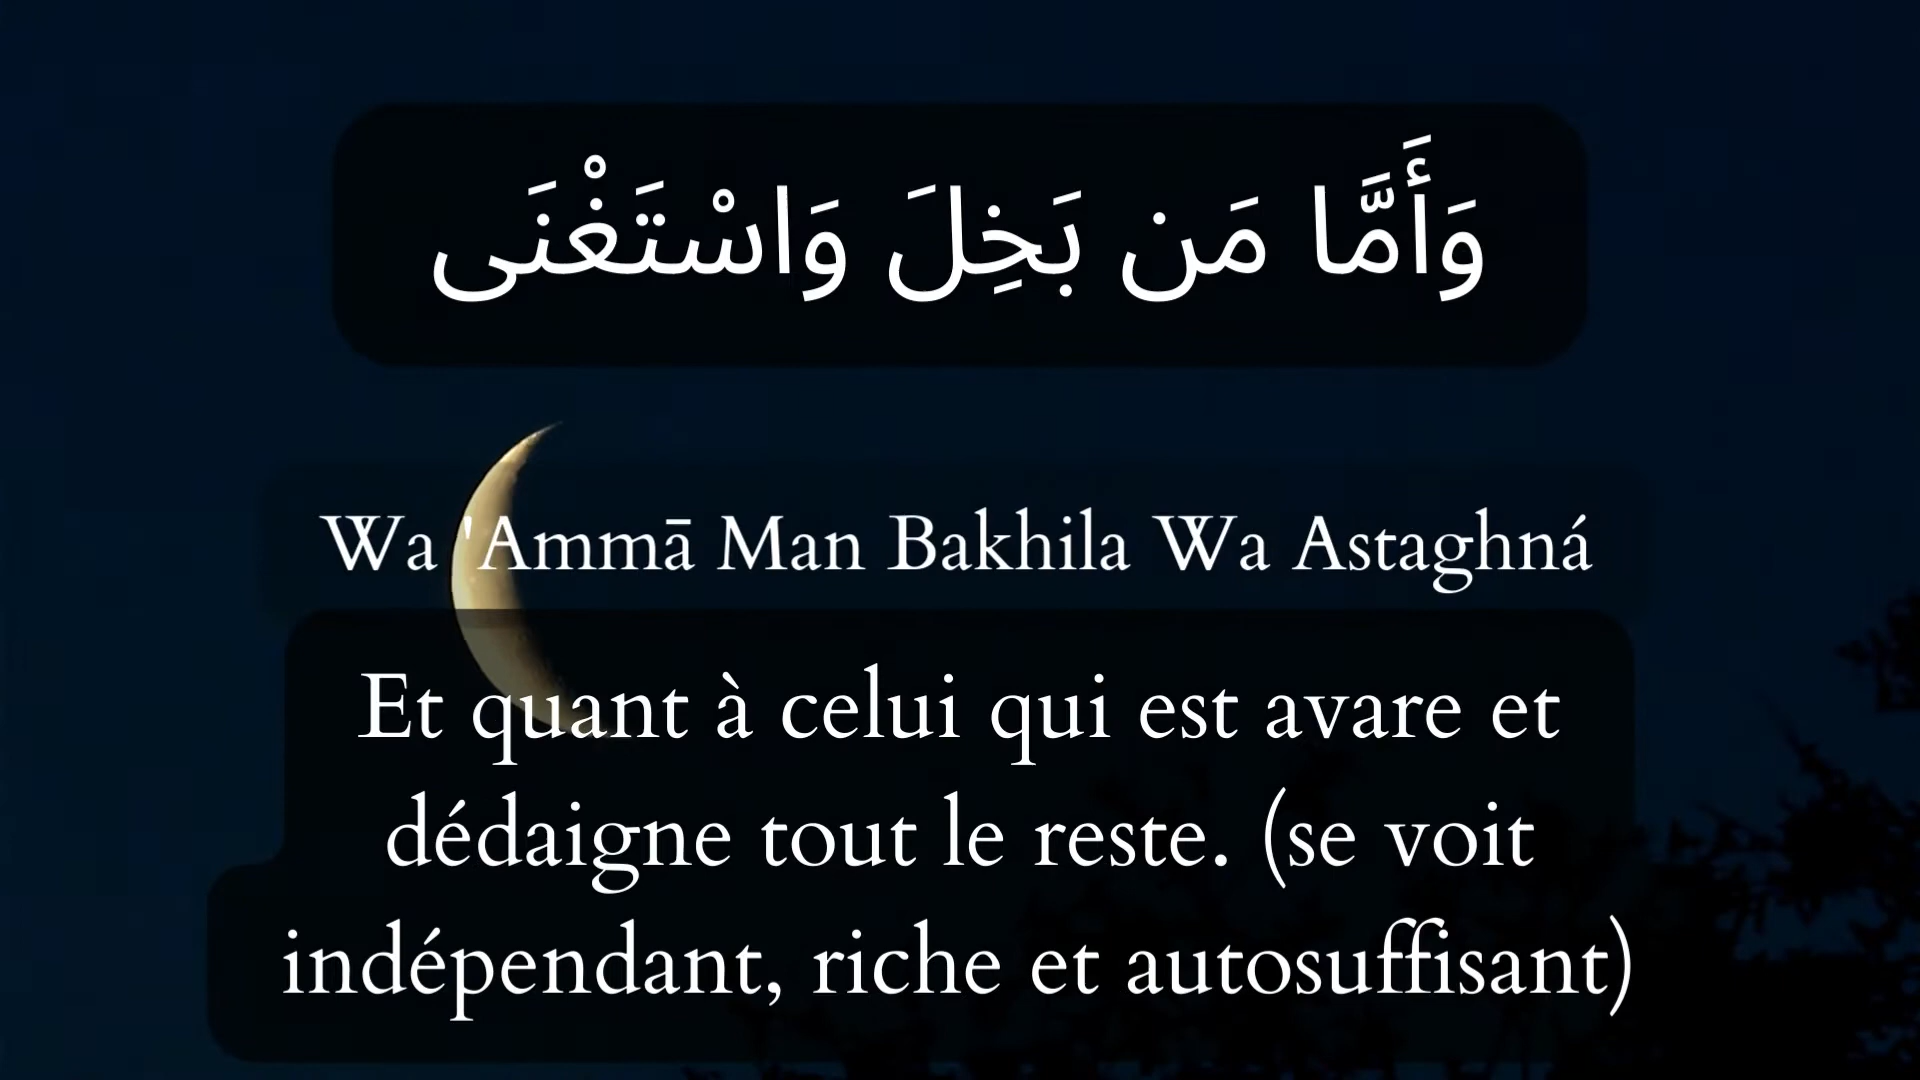 وَأَمَّا مَن بَخِلَ وَاسْتَغْنَى
Wa 'Ammā Man Bakhila Wa Astaghná
Et quant à celui qui est avare et
dédaigne tout le reste. (se voit
indépendant, riche et autosuffisant)